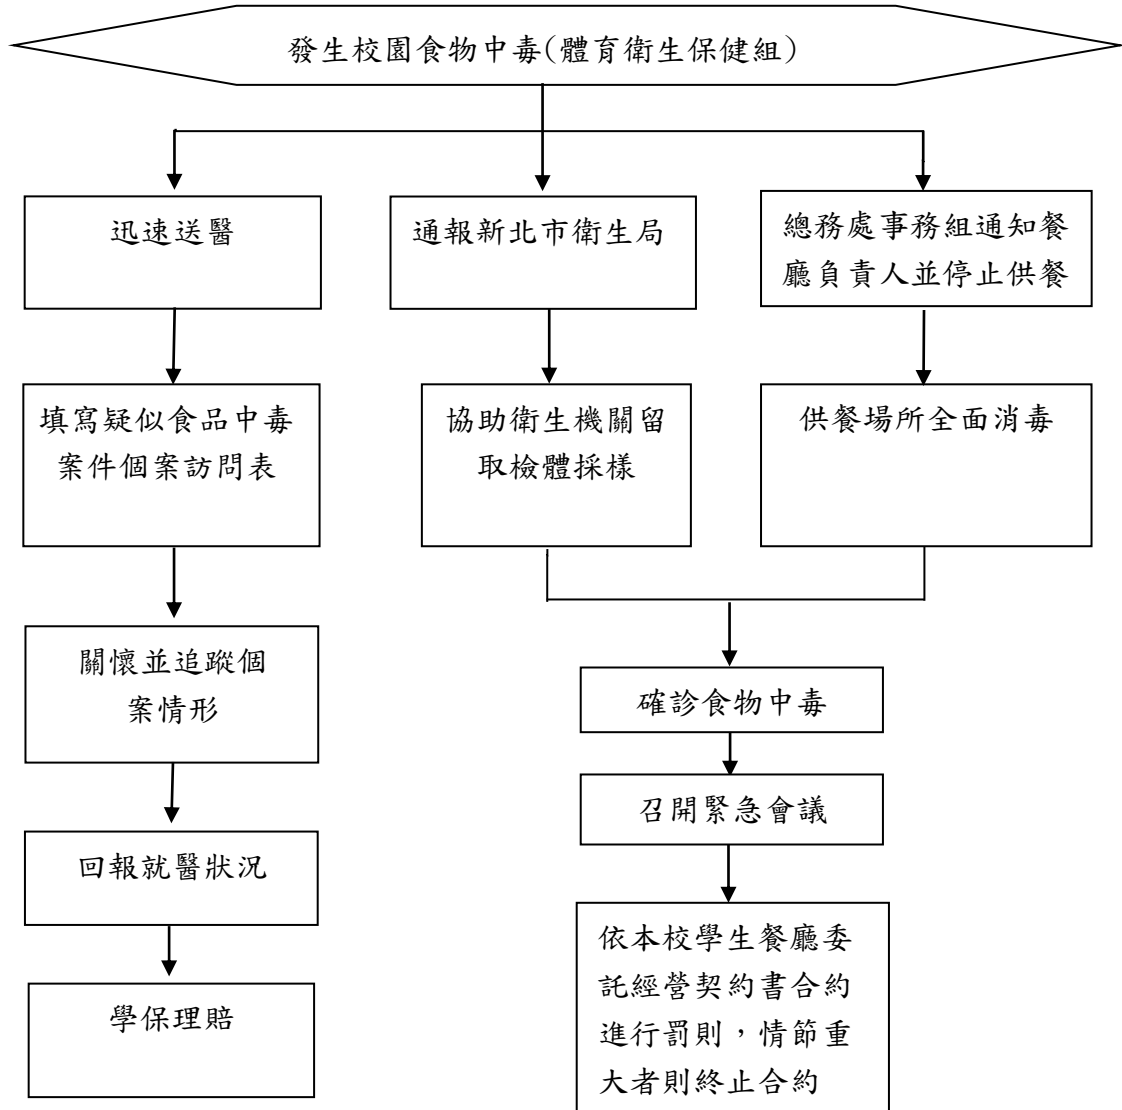 發生校園食物中毒(體育衛生保健組)
迅速送醫
通報新北市衛生局
總務處事務組通知餐
廳負責人並停止供餐
填寫疑似食品中毒
案件個案訪問表
協助衛生機關留
取檢體採樣
供餐場所全面消毒
關懷並追蹤個
案情形
確診食物中毒
召開緊急會議
回報就醫狀況
依本校學生餐廳委
託經營契約書合約
進行罰則，情節重
大者則終止合約
學保理賠